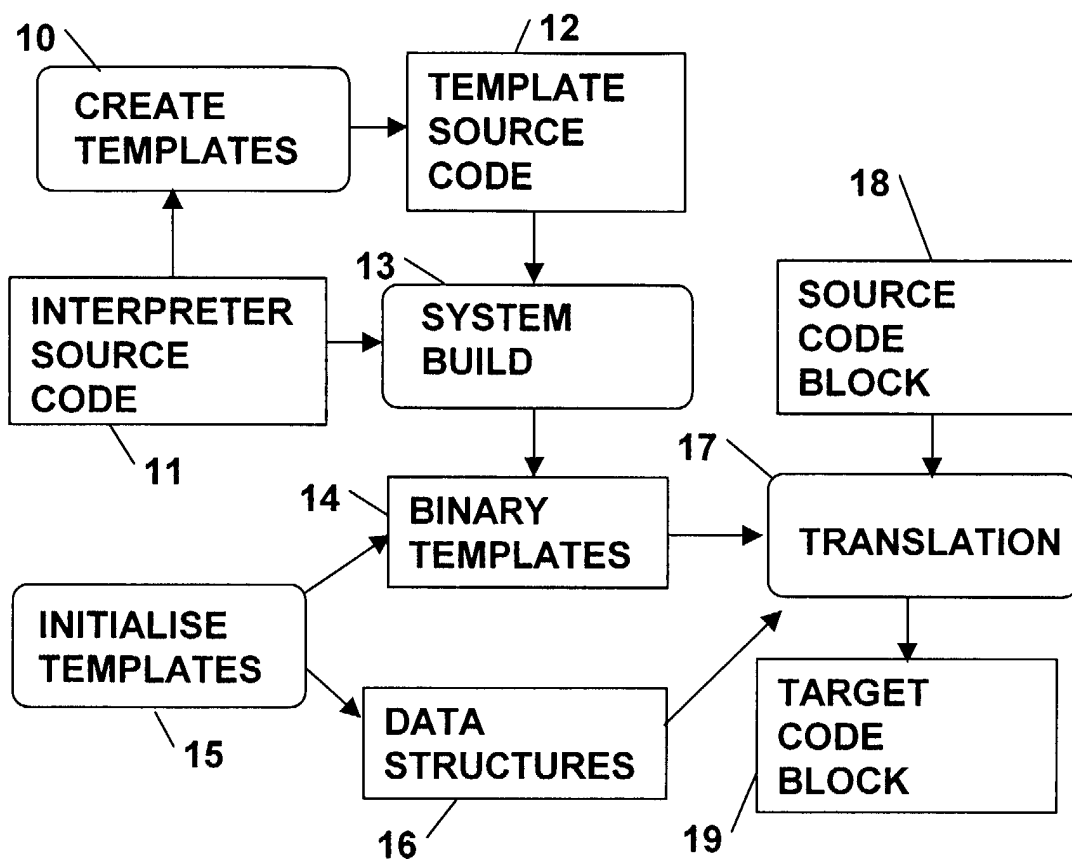 10
CREATE
TEMPLATES
12
TEMPLATE
SOURCE
CODE
11
INTERPRETER
SOURCE
CODE
13
SYSTEM
BUILD
18
SOURCE
CODE
BLOCK
14
BINARY
TEMPLATES
17
TRANSLATION
15
INITIALISE
TEMPLATES
16
DATA
STRUCTURES
19
TARGET
CODE
BLOCK